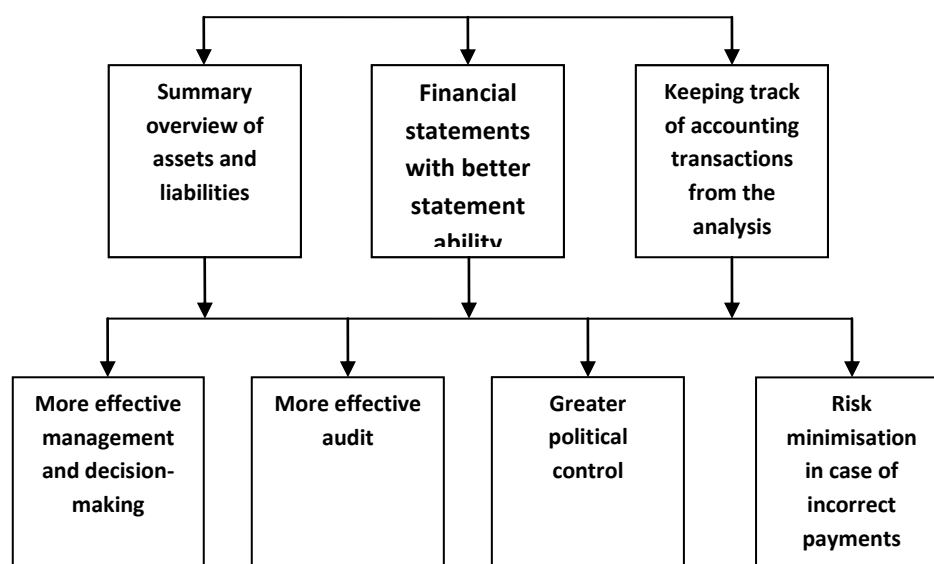 Summary
overview of
assets and
liabilities
Financial
statements
with better
statement
ability
Keeping track
of accounting
transactions
from the
analysis
More effective
management
and decision-
making
More effective
audit
Greater
political
control
Risk
minimisation
in case of
incorrect
payments